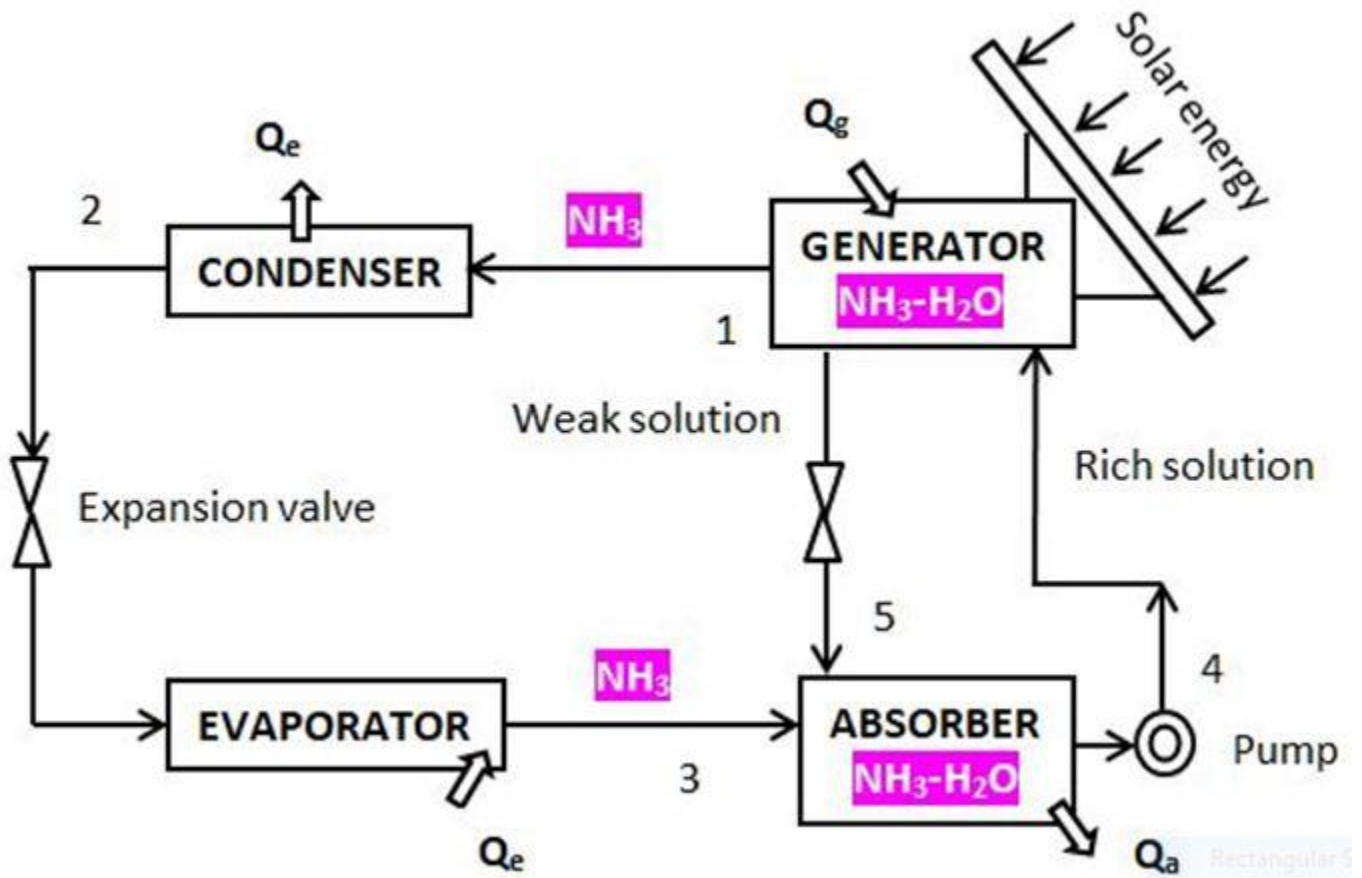 Solar energy
Qg
Qe
2
NH3
CONDENSER
GENERATOR
NH3-H2O
1
Weak solution
Rich solution
Expansion valve
5
4
NH3
EVAPORATOR
ABSORBER
NH3-H2O
Pump
3
Qe
Qa
Rectangular S